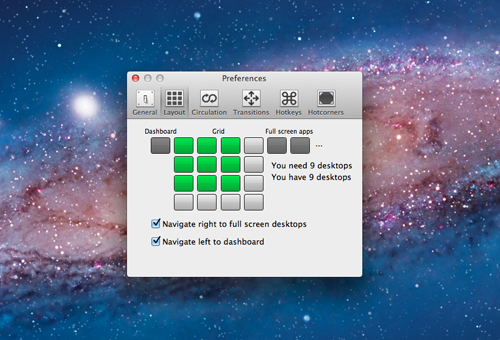 Preferences
General Layout Circulation Transitions Hotkeys Hotcorners
Dashboard Grid Full screen apps
...
You need 9 desktops
You have 9 desktops
Navigate right to full screen desktops
Navigate left to dashboard